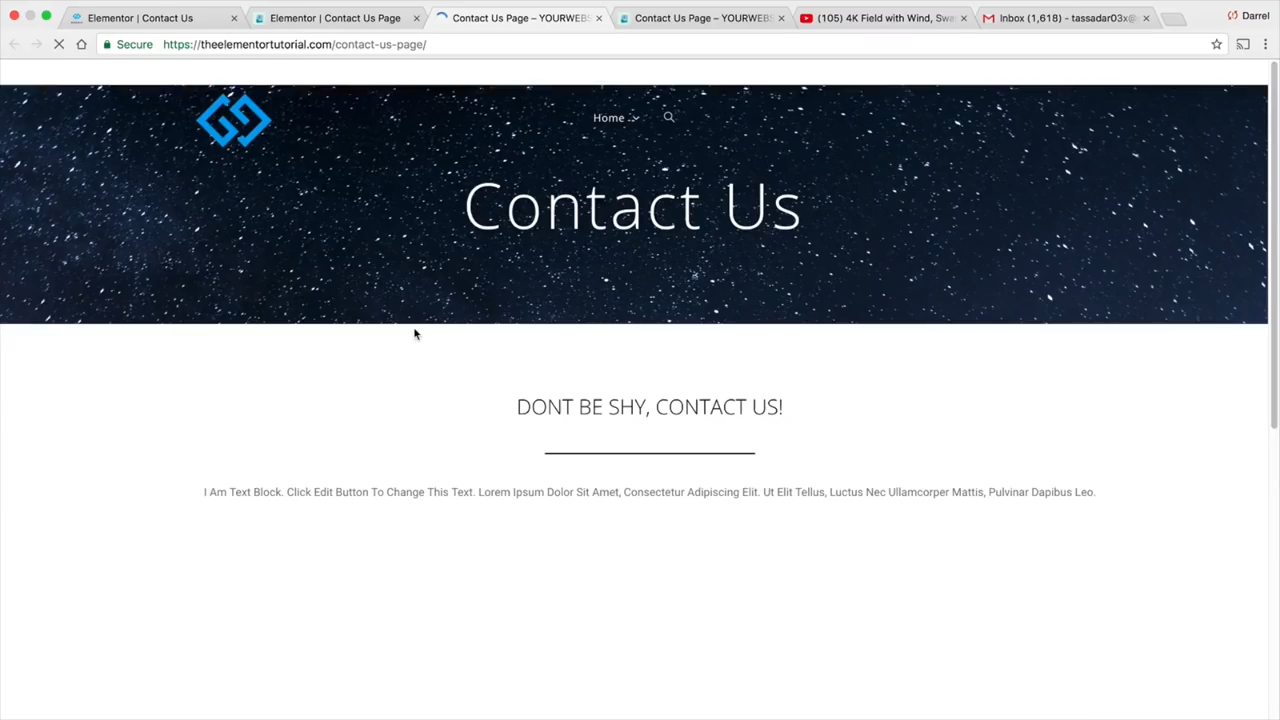 Elementor | Contact Us
Elementor | Contact Us Page
Contact Us Page – YOURWEBS
Contact Us Page – YOURWEBS
(105) 4K Field with Wind, Swa
Inbox (1,618) - tassadar03x@
Darrel
Secure
https://theelementortutorial.com/contact-us-page/
Home
Contact Us
DONT BE SHY, CONTACT US!
I Am Text Block. Click Edit Button To Change This Text. Lorem Ipsum Dolor Sit Amet, Consectetur Adipiscing Elit. Ut Elit Tellus, Luctus Nec Ullamcorper Mattis, Pulvinar Dapibus Leo.